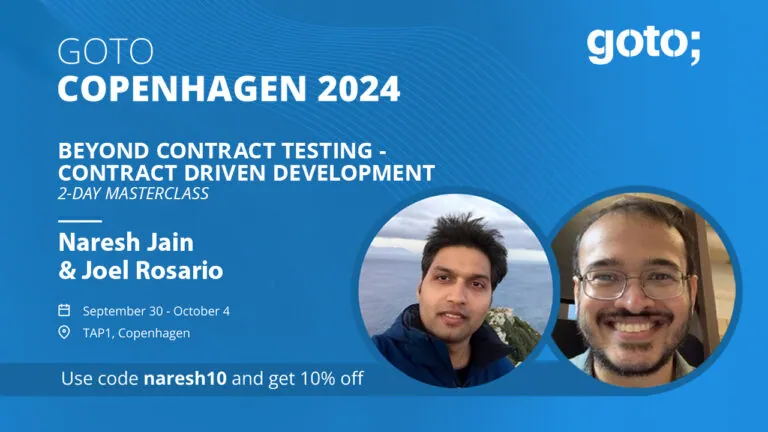 GOTO
COPENHAGEN 2024
goto;
BEYOND CONTRACT TESTING -
CONTRACT DRIVEN DEVELOPMENT
2-DAY MASTERCLASS
Naresh Jain
& Joel Rosario
September 30 - October 4
TAP1, Copenhagen
Use code naresh10 and get 10% off